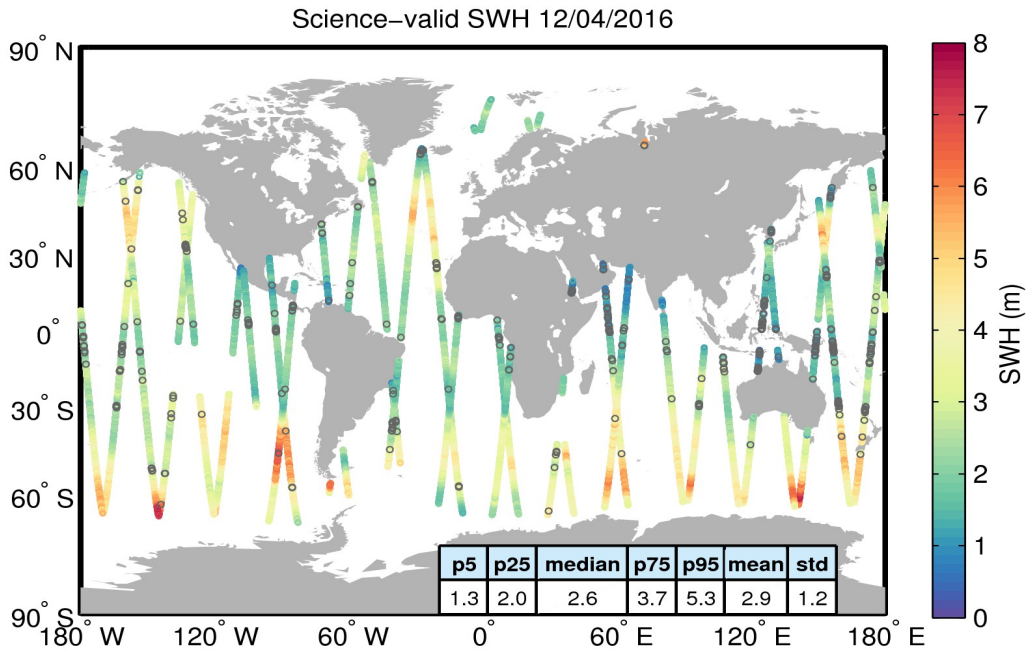 Science−valid SWH 12/04/2016
90° N
60° N
30° N
0°
30° S
60° S
90° S
180° W
120° W
60° W
0°
60° E
120° E
180° E
p5 p25 median p75 p95 mean std
1.3 2.0 2.6 3.7 5.3 2.9 1.2
8
7
6
5
4
3
2
1
0
SWH (m)